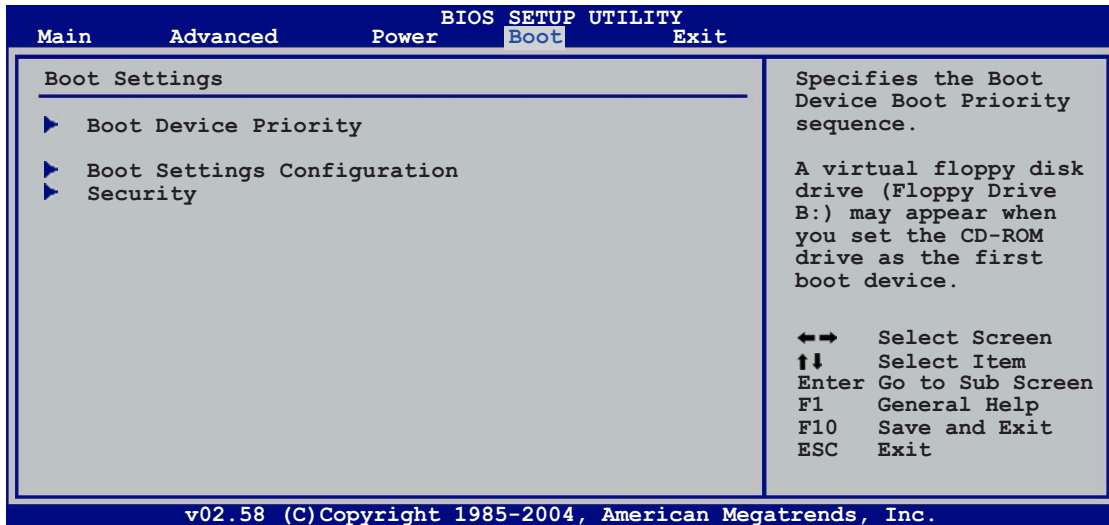 BIOS SETUP UTILITY
Main Advanced Power Boot Exit
Boot Settings
Boot Device Priority
Boot Settings Configuration
Security
Specifies the Boot
Device Boot Priority
sequence.
A virtual floppy disk
drive (Floppy Drive
B:) may appear when
you set the CD-ROM
drive as the first
boot device.
←→ Select Screen
↑↓ Select Item
Enter Go to Sub Screen
F1 General Help
F10 Save and Exit
ESC Exit
v02.58 (C)Copyright 1985-2004, American Megatrends, Inc.